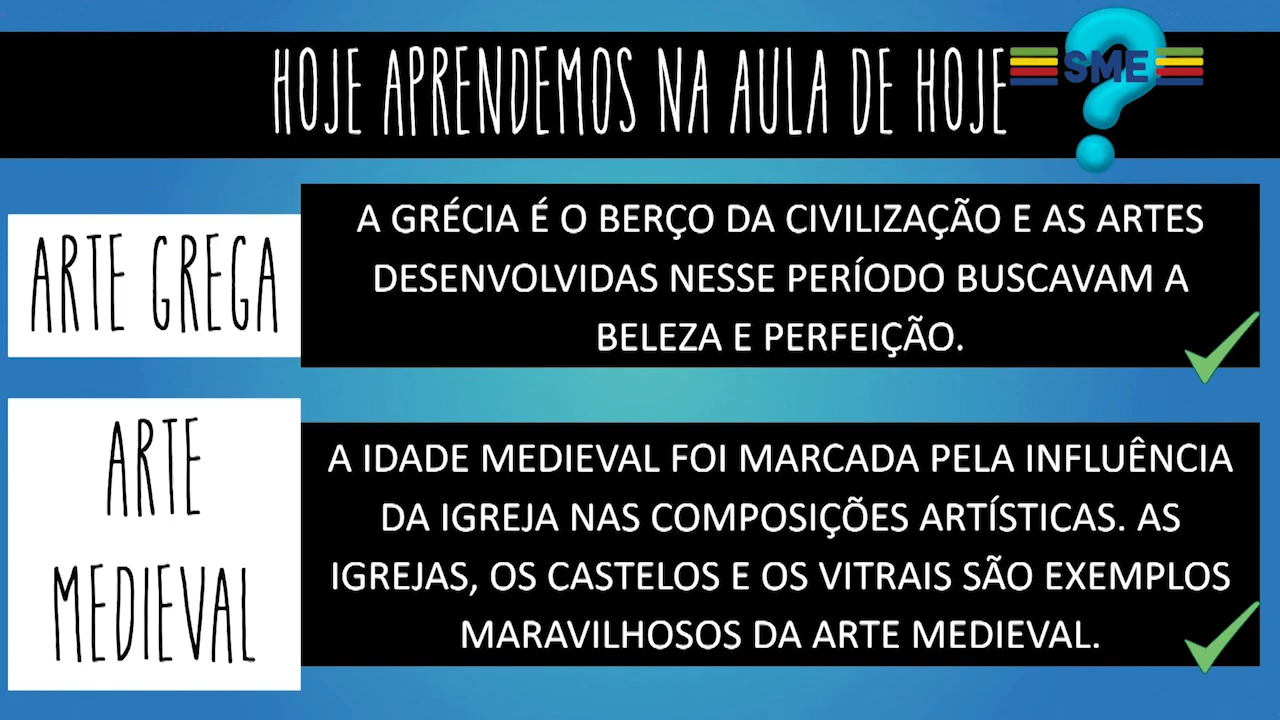 HOJE APRENDEMOS NA AULA DE HOJE
?
SME
ARTE GREGA
A GRÉCIA É O BERÇO DA CIVILIZAÇÃO E AS ARTES
DESENVOLVIDAS NESSE PERÍODO BUSCAVAM A
BELEZA E PERFEIÇÃO.
ARTE
MEDIEVAL
A IDADE MEDIEVAL FOI MARCADA PELA INFLUÊNCIA
DA IGREJA NAS COMPOSIÇÕES ARTÍSTICAS. AS
IGREJAS, OS CASTELOS E OS VITRAIS SÃO EXEMPLOS
MARAVILHOSOS DA ARTE MEDIEVAL.